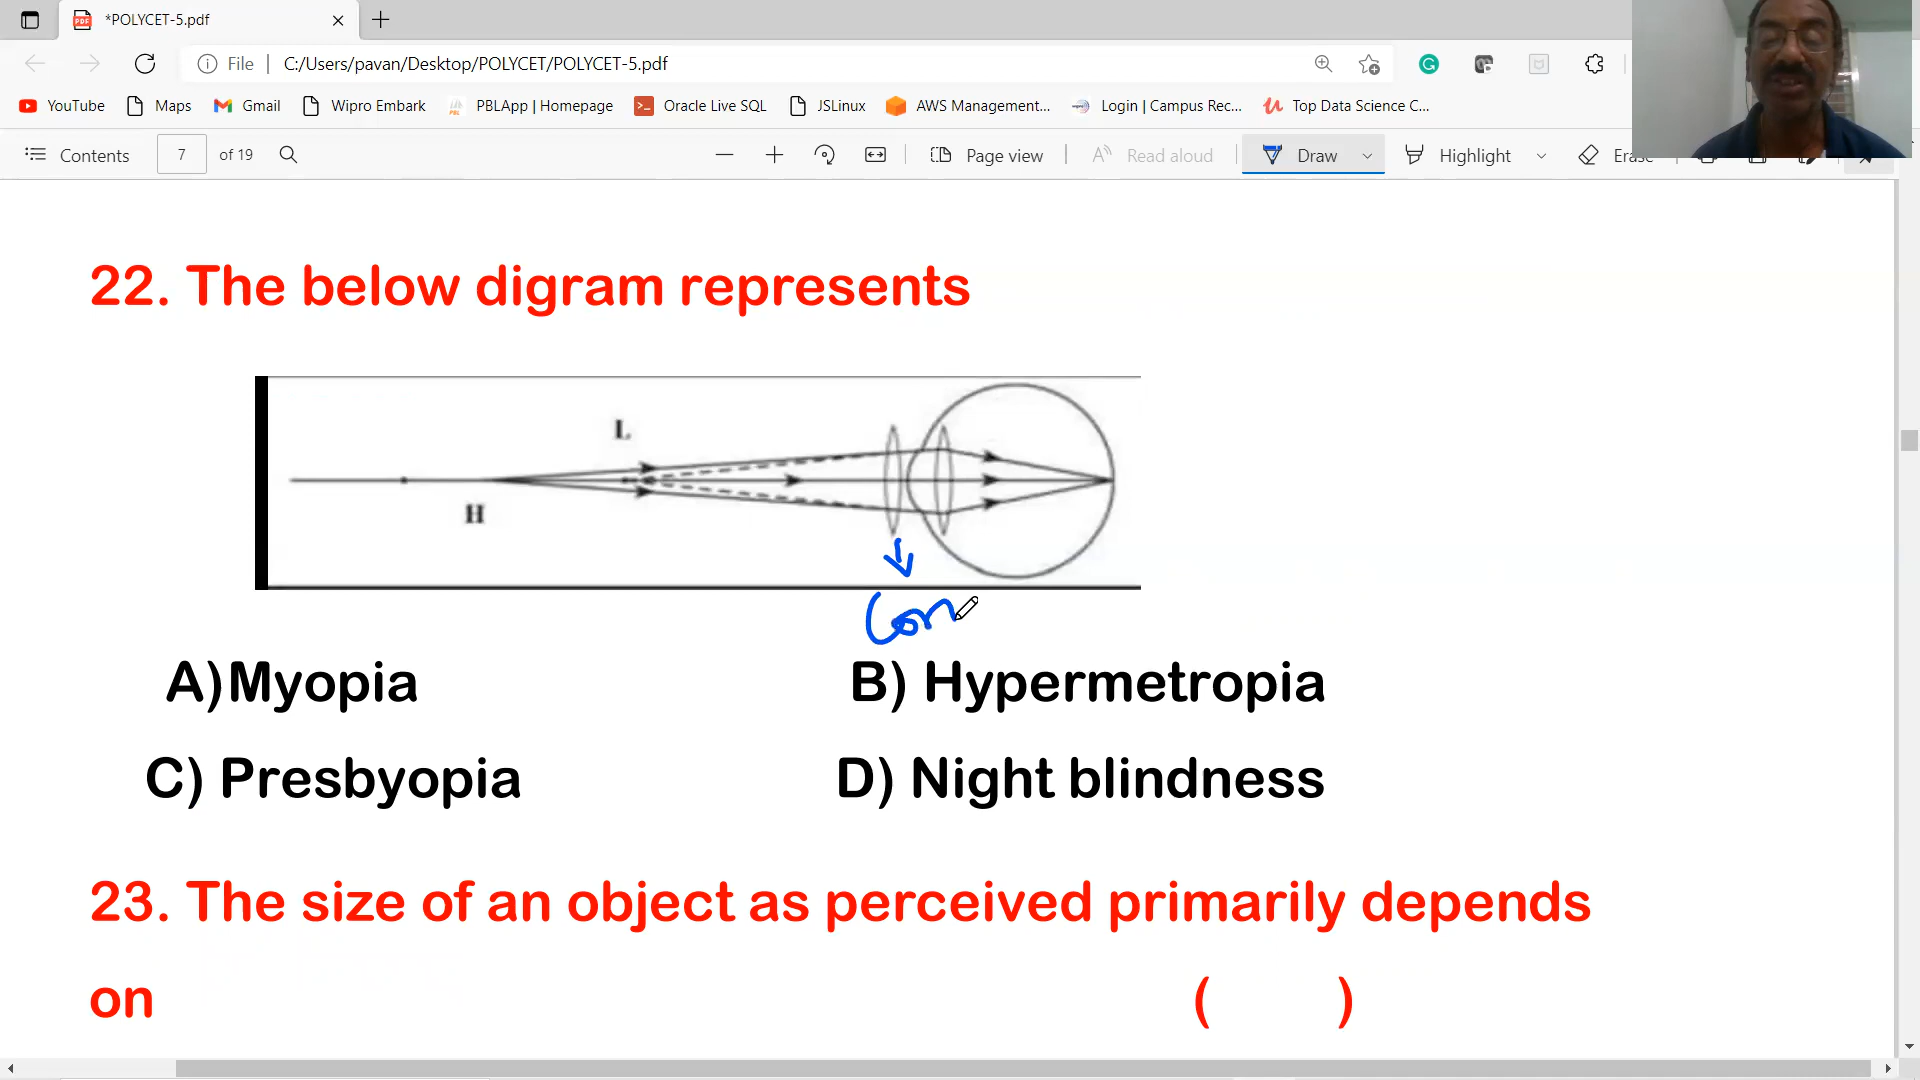 *POLYCET-5.pdf
File
C:/Users/pavan/Desktop/POLYCET/POLYCET-5.pdf
YouTube Maps Gmail Wipro Embark PBLApp | Homepage Oracle Live SQL JSLinux AWS Management... Login | Campus Rec... Top Data Science C...
Contents 7 of 19 Page view Read aloud Draw Highlight
22. The below digram represents
L
H
Con
A)Myopia B) Hypermetropia
C) Presbyopia D) Night blindness
23. The size of an object as perceived primarily depends
on ( )